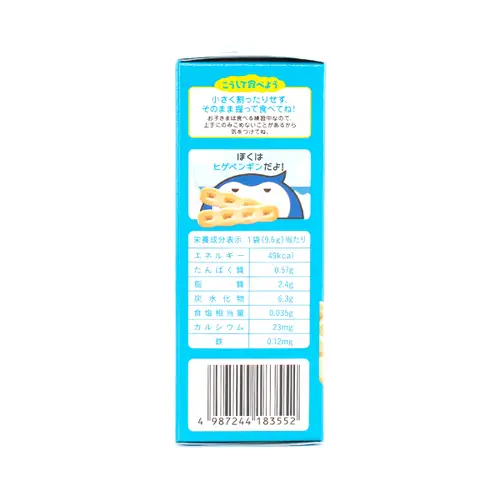 こうして食べよう
小さく割ったりせず、
そのまま握って食べてね!
お子さまは食べる練習中なので、
上手にのみこめないことがあるから
気をつけてね。
ぼくは
ヒゲペンギンだよ!
栄養成分表示 1袋(9.5g)当たり
エネルギー 49kcal
たんぱく質 0.57g
脂質 2.4g
炭水化物 6.3g
食塩相当量 0.035g
カルシウム 23mg
鉄 0.12mg
4 987244 183552